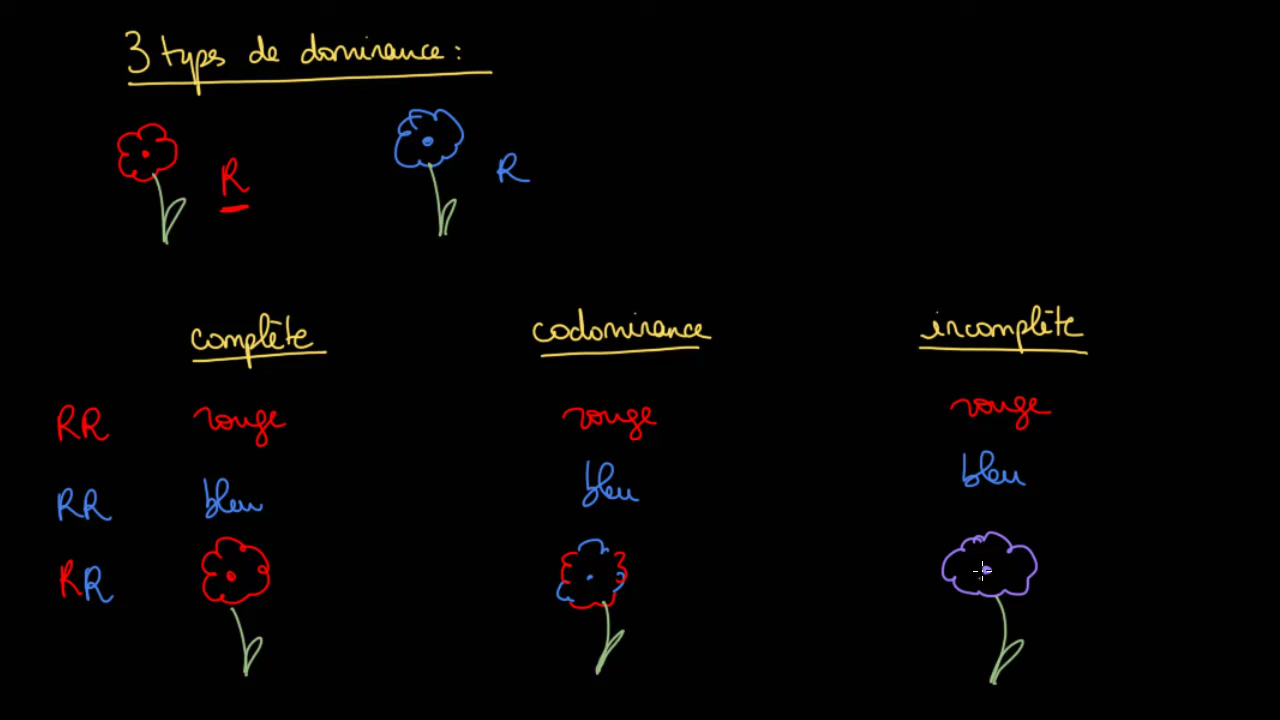 3 types de dominance :
R R
complète codominance incomplète
RR rouge rouge rouge
RR bleu bleu bleu
RR